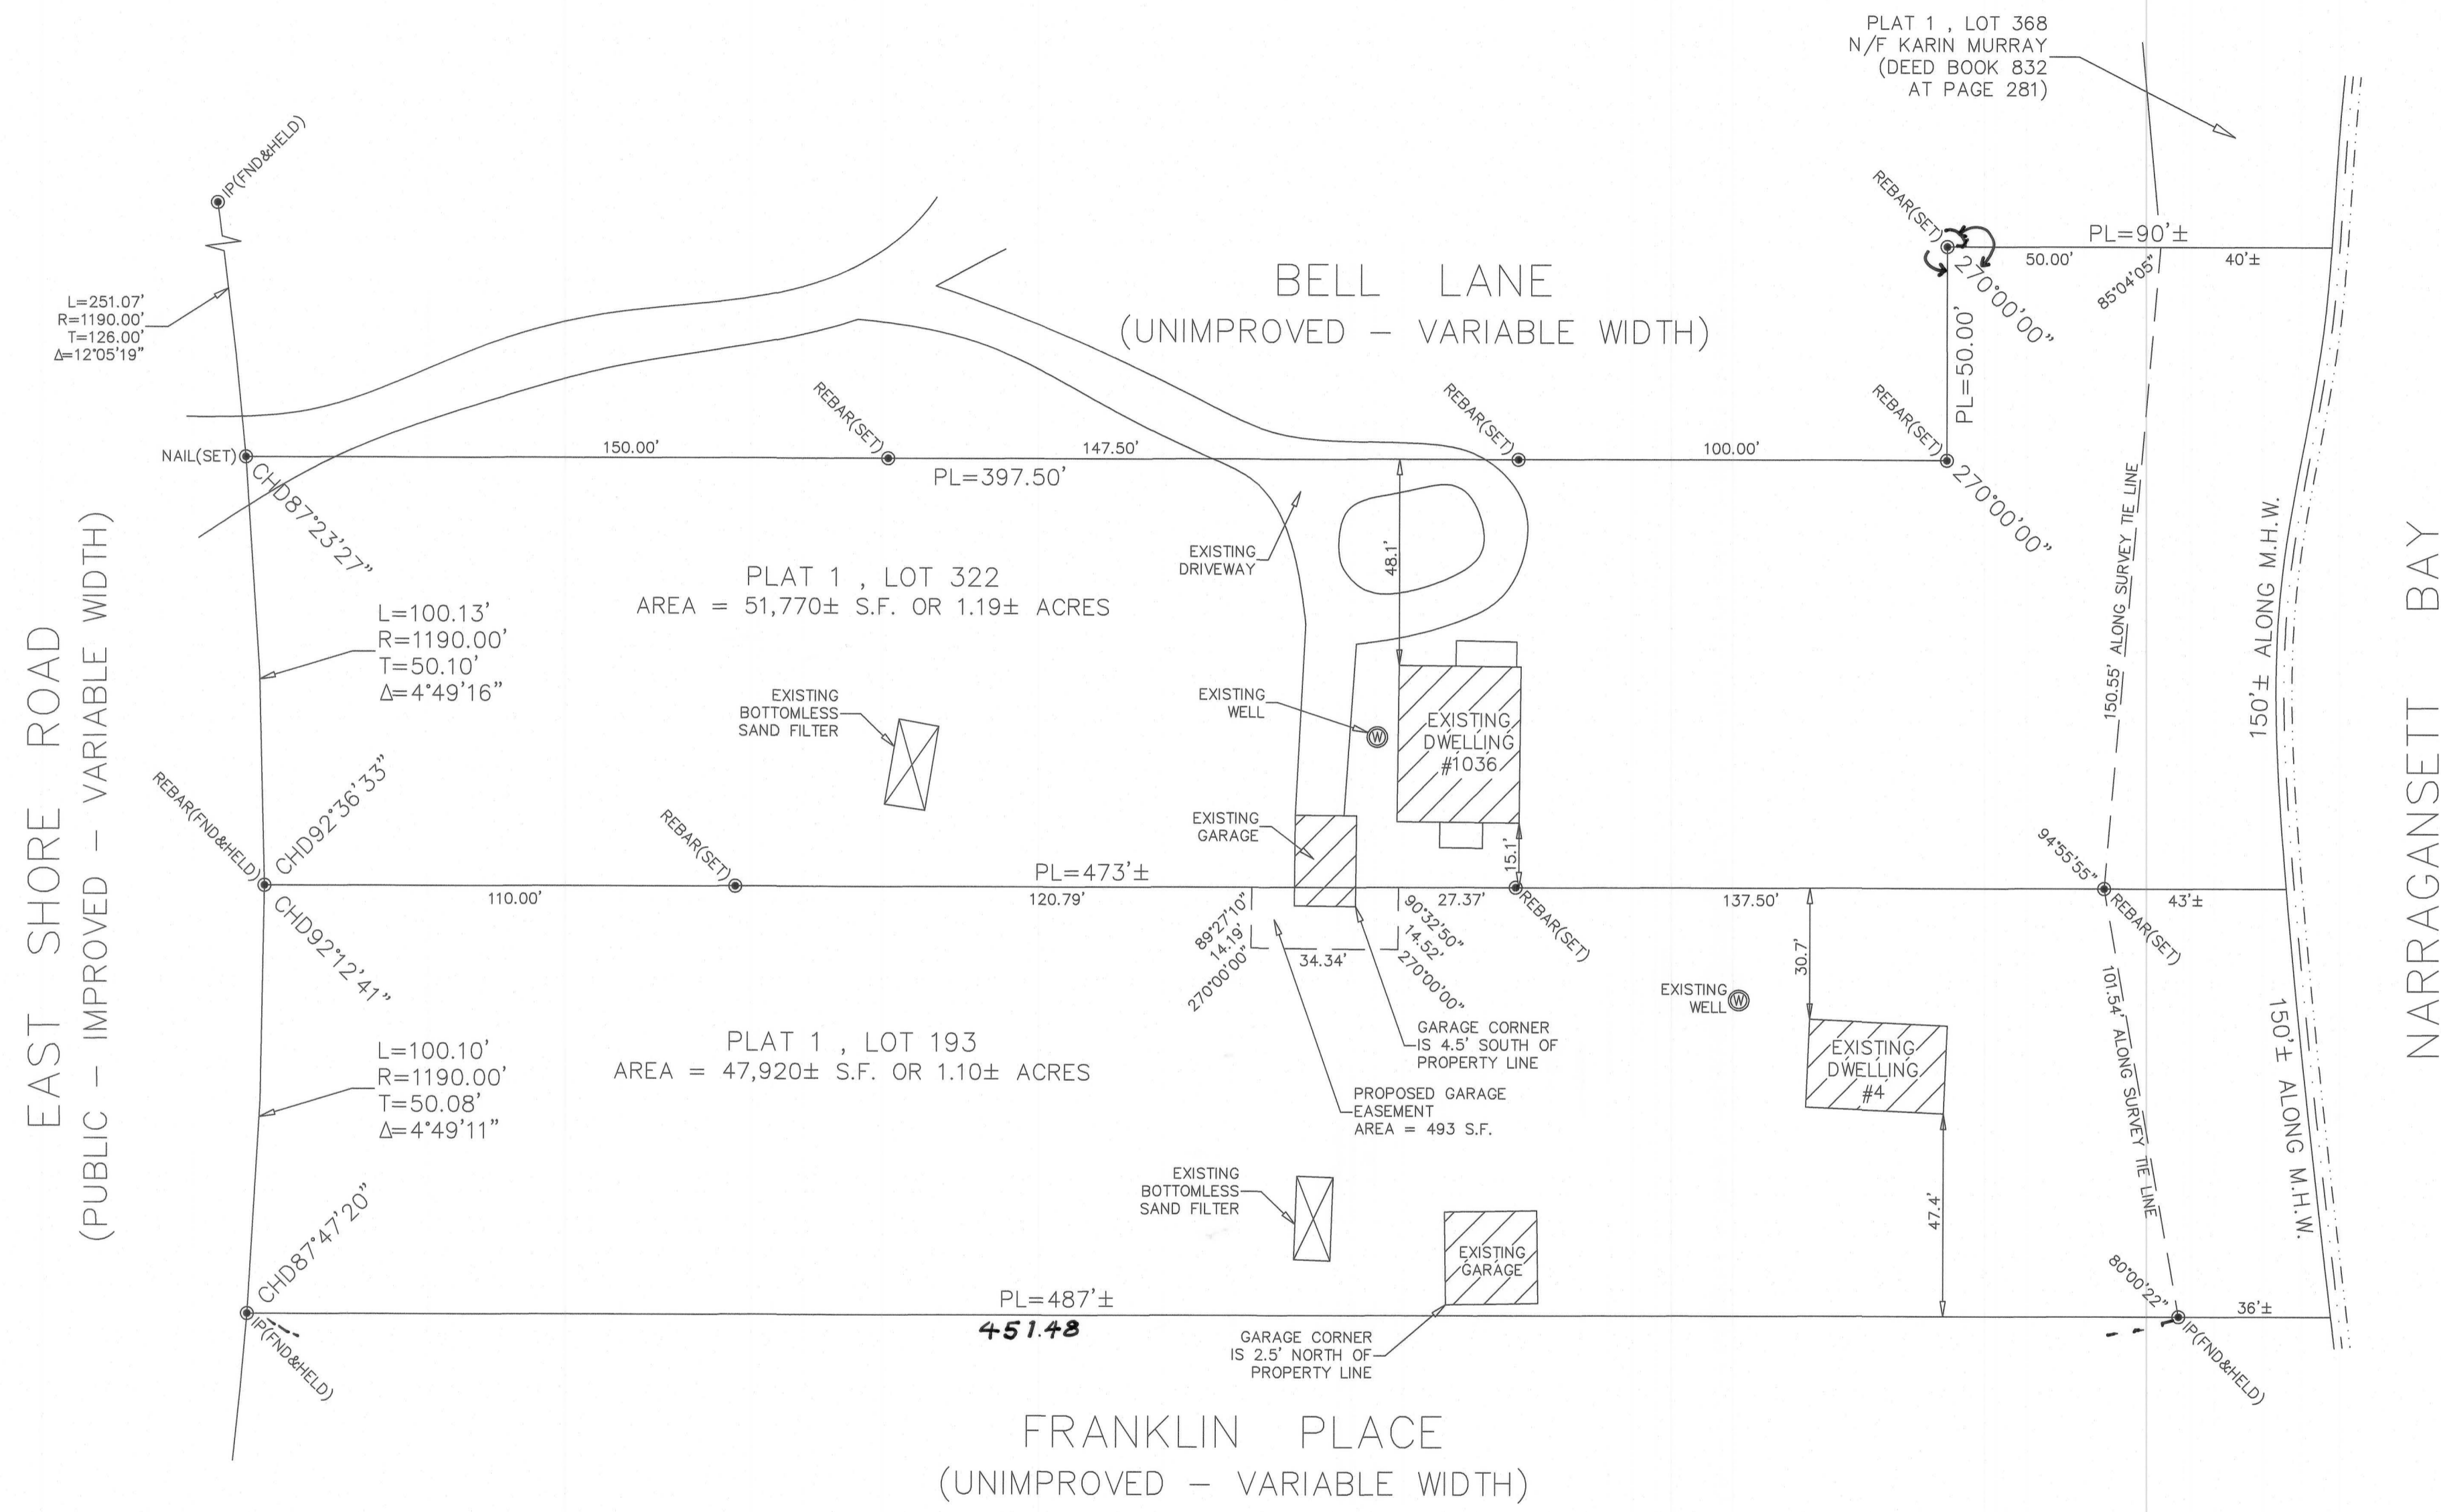 PLAT 1 , LOT 368
N/F KARIN MURRAY
(DEED BOOK 832
AT PAGE 281)
IP(FND&HELD)
REBAR(SET)
PL=90'±
50.00'
40'±
85°04'05"
270°00'00"
PL=50.00'
BELL LANE
(UNIMPROVED – VARIABLE WIDTH)
L=251.07'
R=1190.00'
T=126.00'
Δ=12°05'19"
NAIL(SET)
150.00'
REBAR(SET)
147.50'
PL=397.50'
REBAR(SET)
100.00'
REBAR(SET)
270°00'00"
CHD87°23'27"
EXISTING
DRIVEWAY
48.1'
PLAT 1 , LOT 322
AREA = 51,770± S.F. OR 1.19± ACRES
L=100.13'
R=1190.00'
T=50.10'
Δ=4°49'16"
EXISTING
BOTTOMLESS
SAND FILTER
EXISTING
WELL
W
EXISTING
DWELLING
#1036
EXISTING
GARAGE
15.1'
150.55' ALONG SURVEY TIE LINE
150'± ALONG M.H.W.
NARRAGANSETT BAY
EAST SHORE ROAD
(PUBLIC – IMPROVED – VARIABLE WIDTH)
REBAR(FND&HELD)
CHD92°36'33"
CHD92°12'41"
110.00'
REBAR(SET)
PL=473'±
120.79'
27.37'
REBAR(SET)
137.50'
94°55'55"
REBAR(SET)
43'±
89°27'10"
14.19'
270°00'00"
34.34'
90°32'50"
14.52'
270°00'00"
30.7'
EXISTING
WELL
W
GARAGE CORNER
IS 4.5' SOUTH OF
PROPERTY LINE
PROPOSED GARAGE
EASEMENT
AREA = 493 S.F.
PLAT 1 , LOT 193
AREA = 47,920± S.F. OR 1.10± ACRES
L=100.10'
R=1190.00'
T=50.08'
Δ=4°49'11"
EXISTING
DWELLING
#4
47.4'
101.54' ALONG SURVEY TIE LINE
150'± ALONG M.H.W.
EXISTING
BOTTOMLESS
SAND FILTER
EXISTING
GARAGE
CHD87°47'20"
IP(FND&HELD)
PL=487'±
451.48
GARAGE CORNER
IS 2.5' NORTH OF
PROPERTY LINE
80°00'22"
36'±
IP(FND&HELD)
FRANKLIN PLACE
(UNIMPROVED – VARIABLE WIDTH)